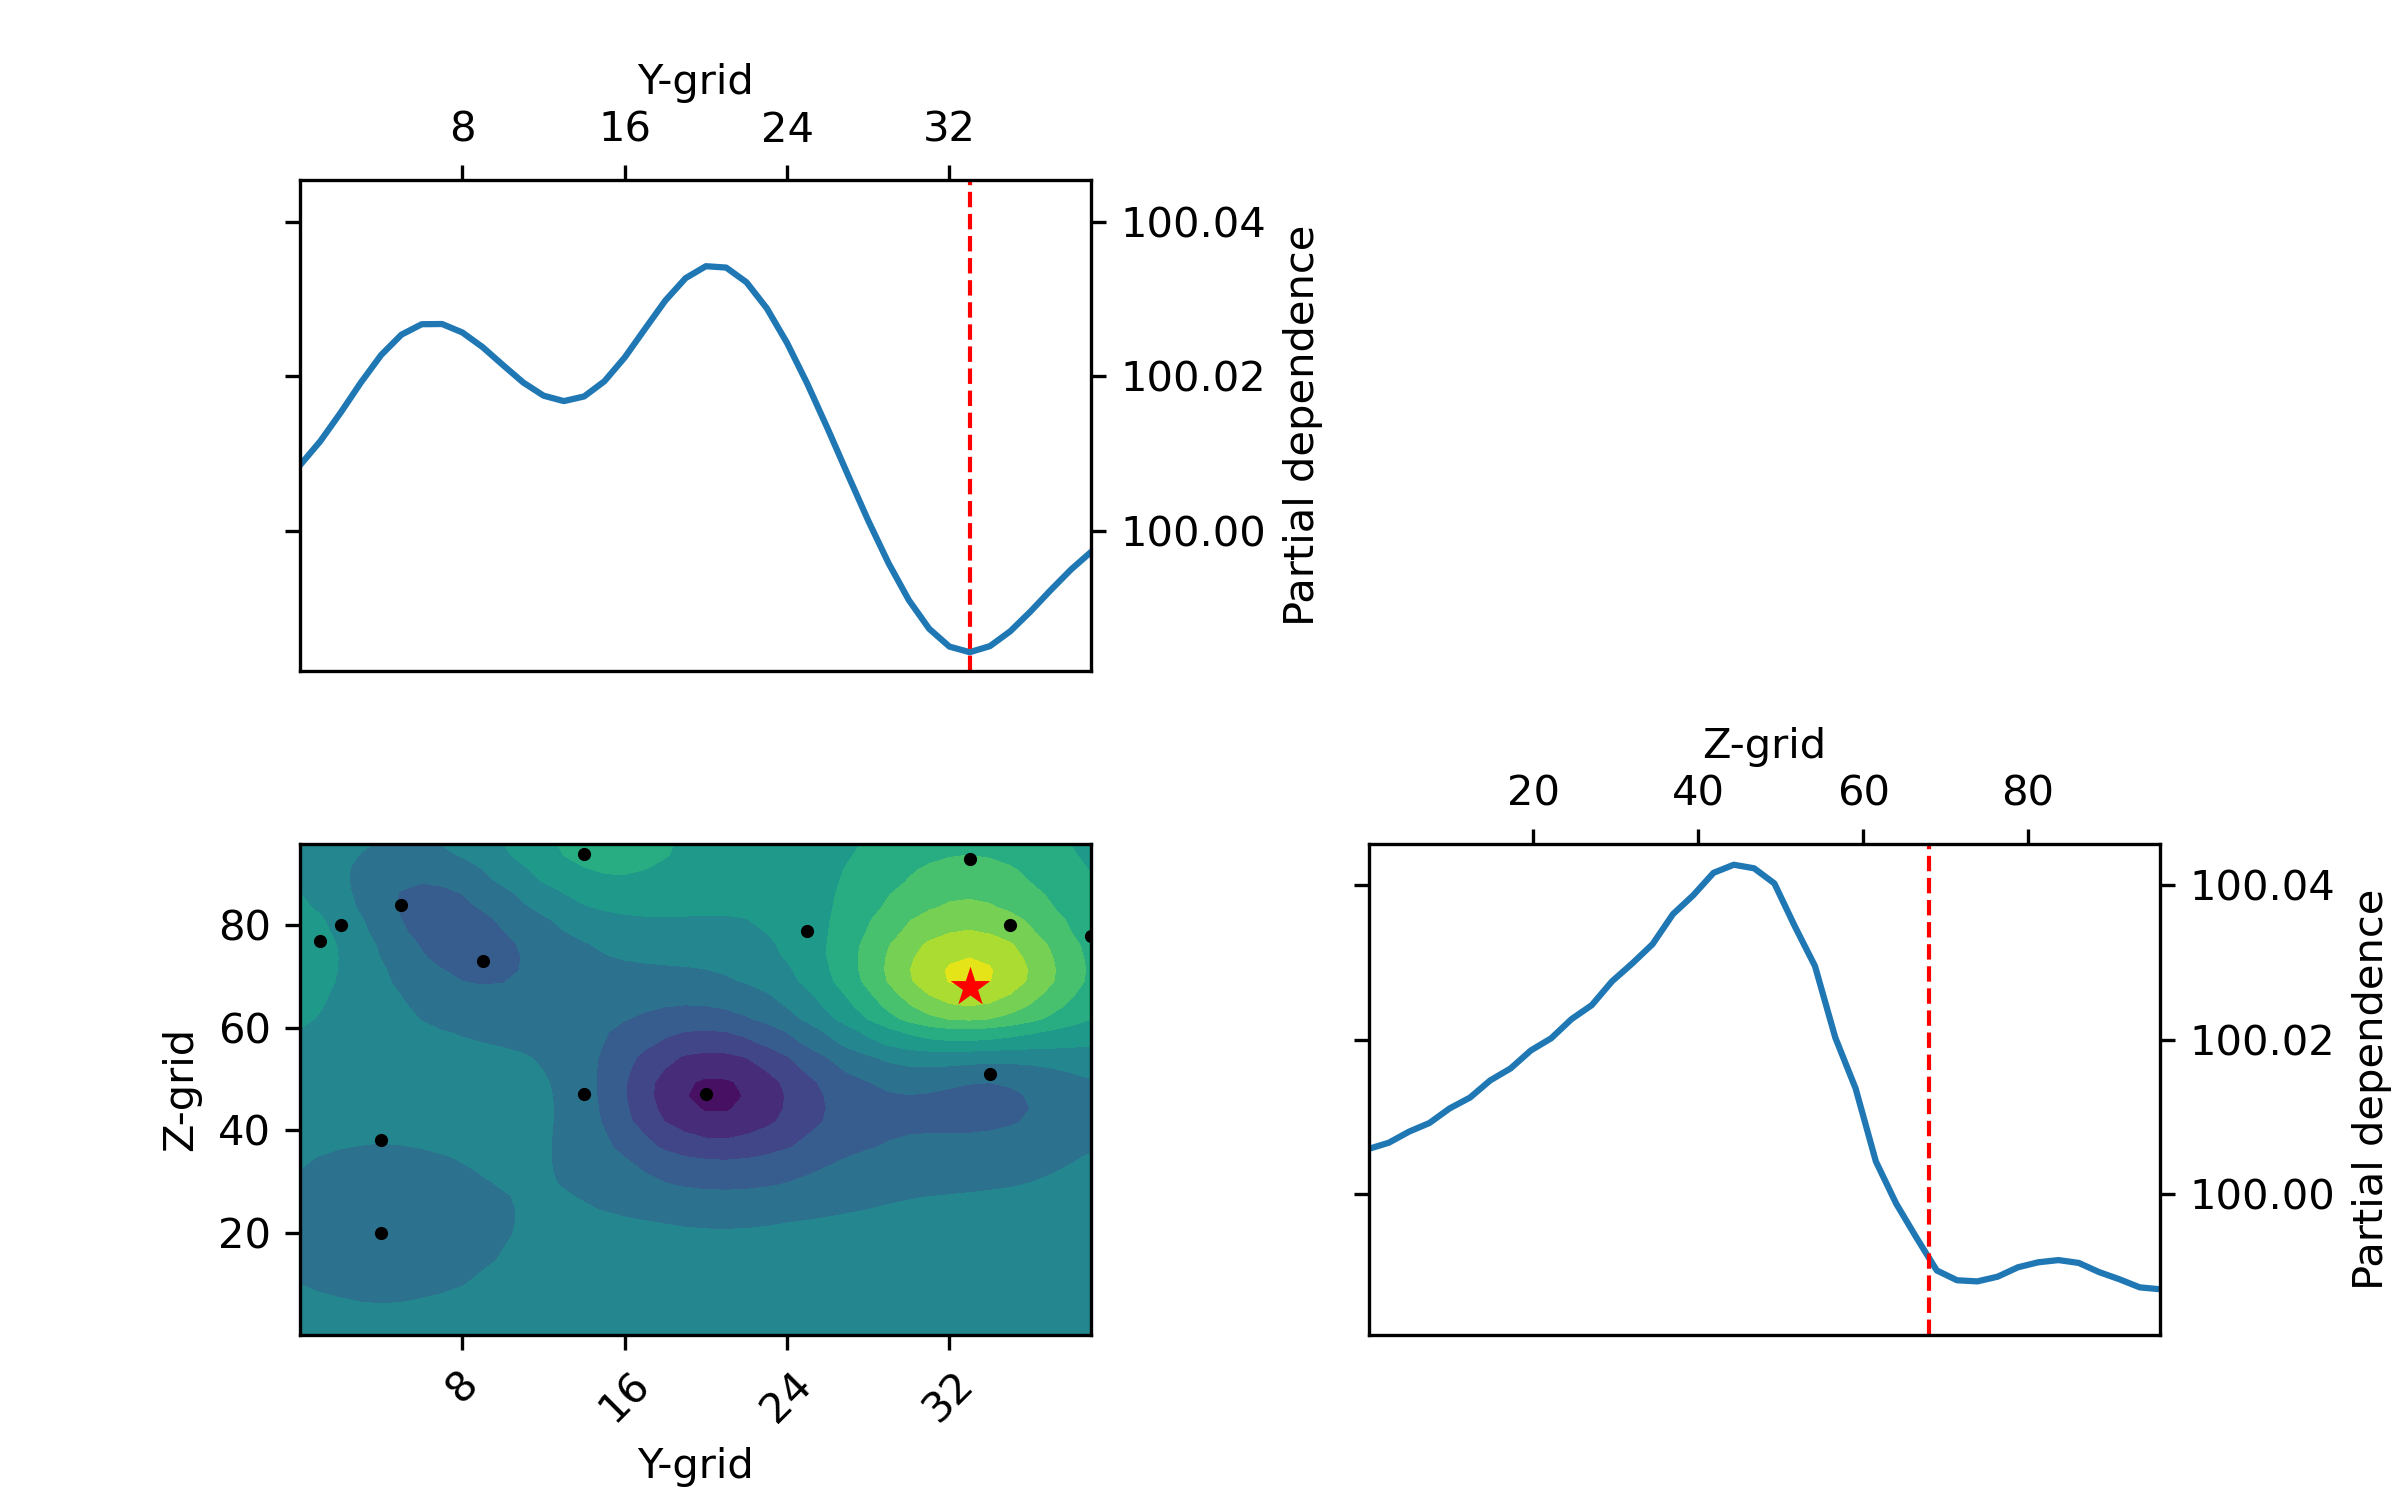 Y-grid
8 16 24 32
100.04
100.02
100.00
Partial dependence
Z-grid
20 40 60 80
80
60
40
20
Z-grid
8 16 24 32
Y-grid
100.04
100.02
100.00
Partial dependence